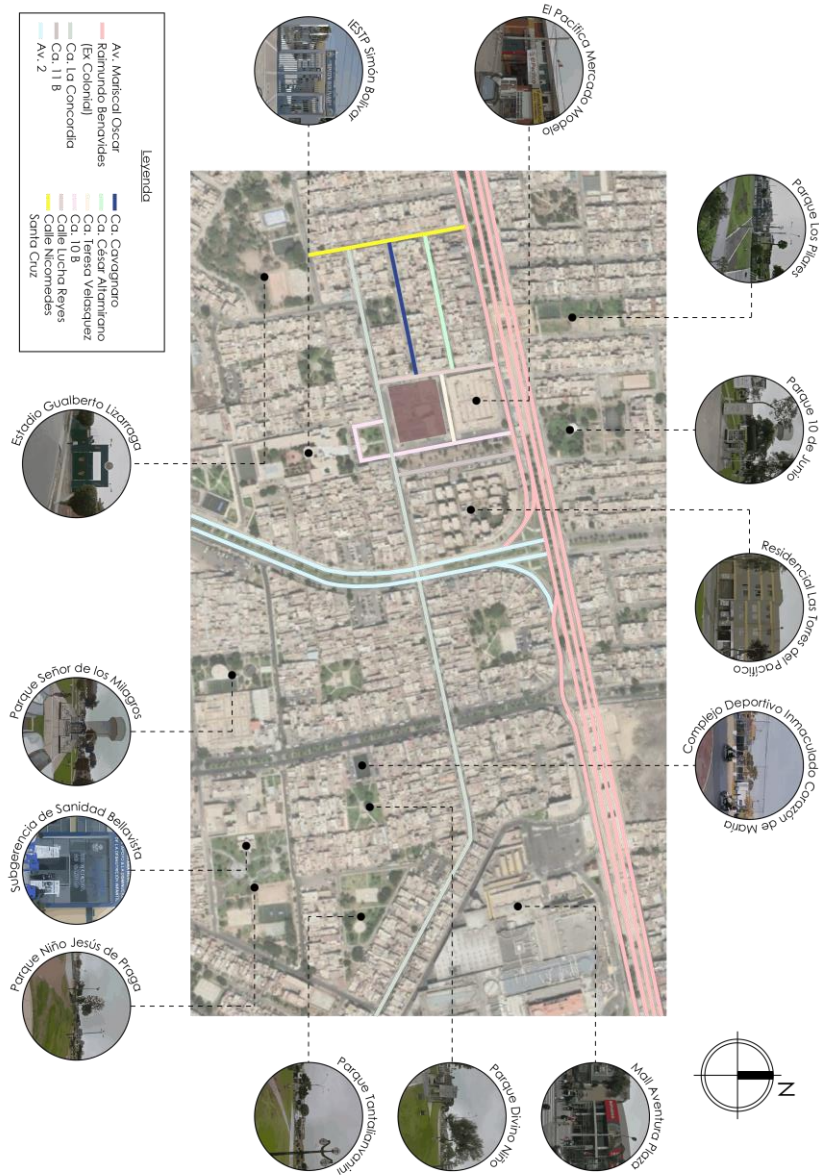 Parque Los Pilares
Parque 10 de Junio
Residencial Las Torres del Pacífico
Complejo Deportivo Inmaculado Corazón de María
N
El Pacífica Mercado Modelo
IESTP Simón Bolívar
Mall Aventura Plaza
Parque Divino Niño
Parque Tantalianvanini
Leyenda
Av. Mariscal Oscar
Raimundo Benavides
(Ex Colonial)
Ca. La Concordia
Ca. 11 B
Av. 2
Ca. Cavagnaro
Ca. César Altamirano
Ca. Teresa Velasquez
Ca. 10 B
Calle Lucha Reyes
Calle Nicomedes
Santa Cruz
Estadio Gualberto Lizarraga
Parque Señor de los Milagros
Subgerencia de Sanidad Bellavista
Parque Niño Jesús de Praga